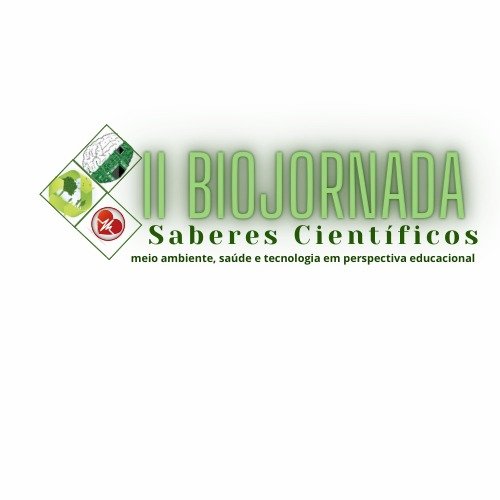 II BIOJORNADA
Saberes Científicos
meio ambiente, saúde e tecnologia em perspectiva educacional